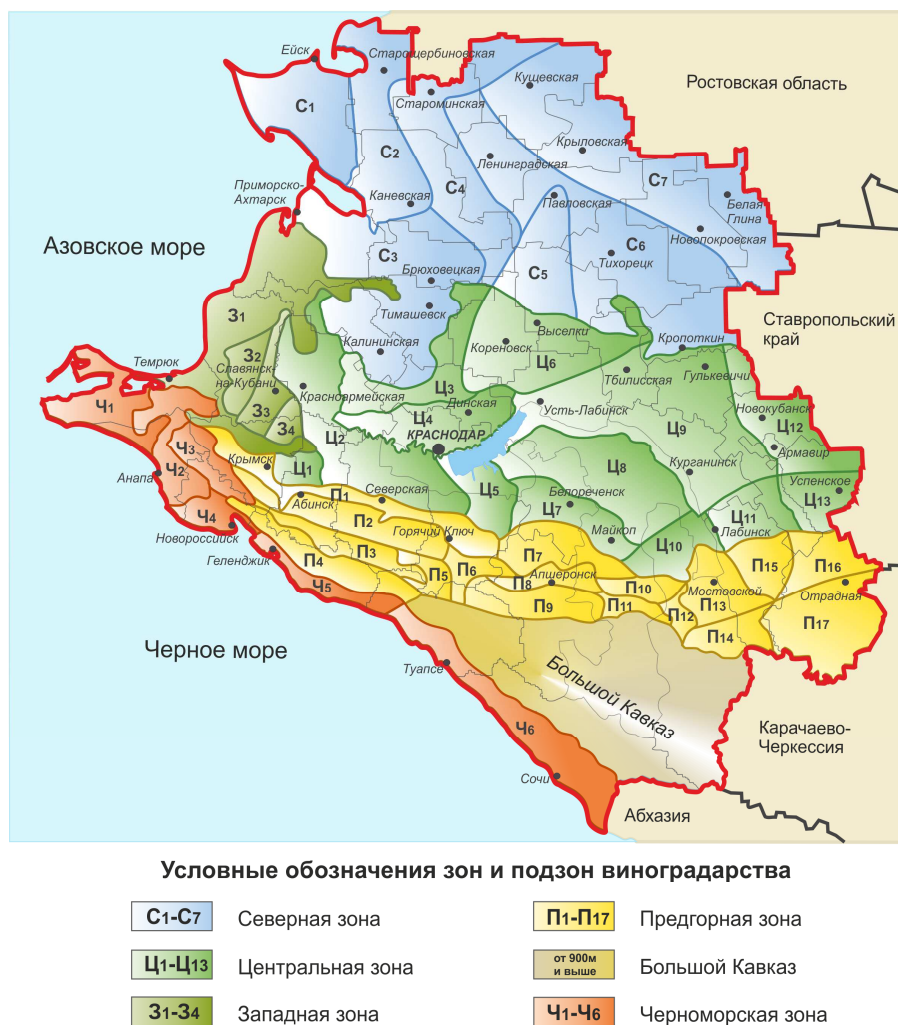 Ейск
Старощербиновская
Кущевская
Ростовская область
С1
Староминская
Крыловская
С2
Ленинградская
С4
С7
Приморско-
Ахтарск
Каневская
Павловская
Белая
Глина
Азовское море
С3
С6
Новопокровская
Брюховецкая
С5
Тихорецк
З1
Тимашевск
Ставропольский
край
Выселки
Кропоткин
З2
Калининская
Кореновск
Ц6
Темрюк
Славянск-
на-Кубани
Тбилисская
Гулькевичи
Ч1
Красноармейская
Ц3
З3
Динская
Усть-Лабинск
Новокубанск
Ц4
Ц9
Ц12
З4
КРАСНОДАР
Ч3
Ц2
Армавир
Крымск
Ч2
Ц1
Ц8
Курганинск
Анапа
Успенское
Ц5
Белореченск
Ц13
П1
Северская
Абинск
Ц7
Ц11
Ч4
П2
Горячий Ключ
Майкоп
Лабинск
Новороссийск
Ц10
Геленджик
П4
П3
П7
П15
П16
П5
П6
П8
Апшеронск
П10
Мостовской
Отрадная
Ч5
П9
П11
П12
П13
П14
П17
Черное море
Туапсе
Большой Кавказ
Ч6
Карачаево-
Черкессия
Сочи
Абхазия
Условные обозначения зон и подзон виноградарства
С1-С7 Северная зона
П1-П17 Предгорная зона
Ц1-Ц13 Центральная зона
от 900м
и выше
Большой Кавказ
З1-З4 Западная зона
Ч1-Ч6 Черноморская зона